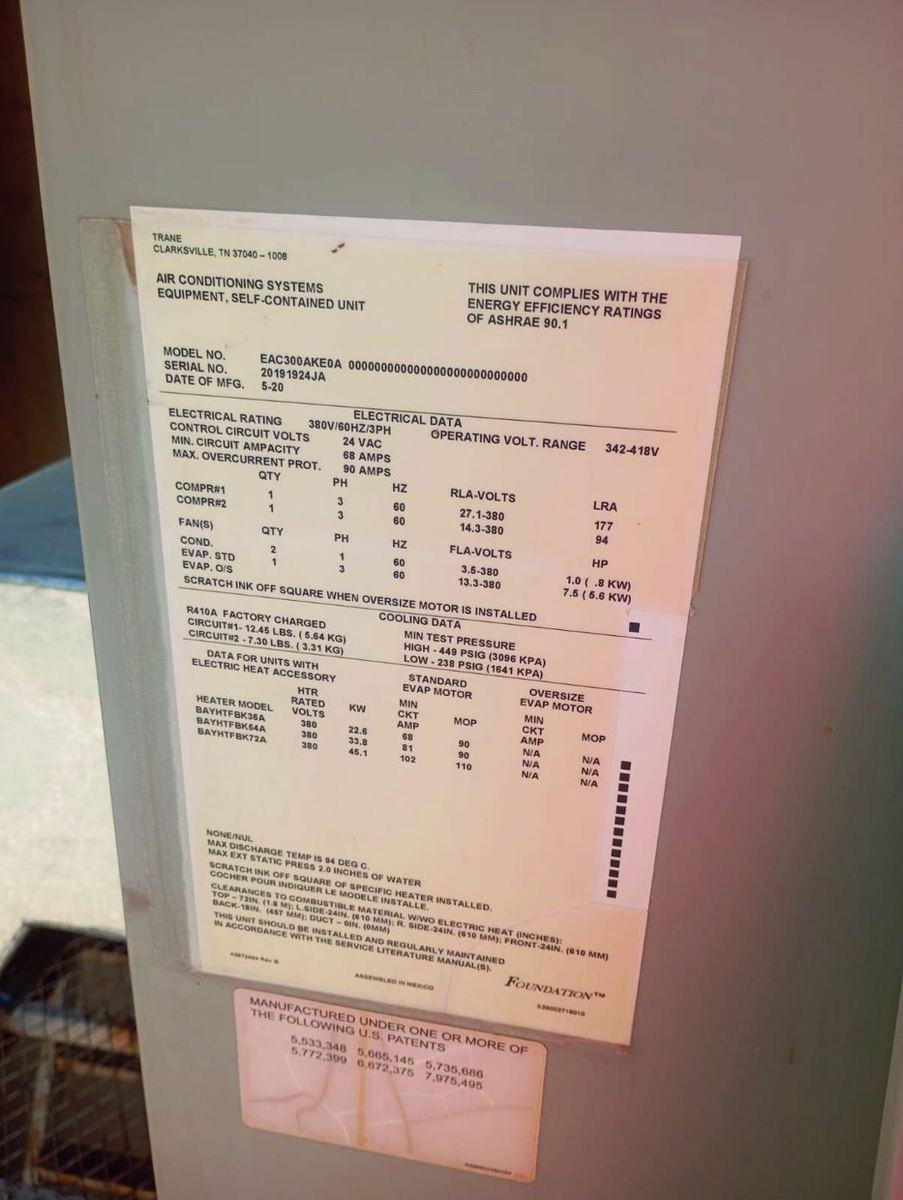 TRANE
CLARKSVILLE, TN 37040 – 1008
AIR CONDITIONING SYSTEMS
EQUIPMENT, SELF-CONTAINED UNIT
THIS UNIT COMPLIES WITH THE
ENERGY EFFICIENCY RATINGS
OF ASHRAE 90.1
MODEL NO. EAC300AKE0A
SERIAL NO. 20191924JA
DATE OF MFG. 5-20
ELECTRICAL DATA
ELECTRICAL RATING 380V/60HZ/3PH OPERATING VOLT. RANGE 342-418V
CONTROL CIRCUIT VOLTS 24 VAC
MIN. CIRCUIT AMPACITY 68 AMPS
MAX. OVERCURRENT PROT. 90 AMPS
QTY PH HZ RLA-VOLTS LRA
COMPR#1 1 3 60 27.1-380 177
COMPR#2 1 3 60 14.3-380 94
FAN(S) QTY PH HZ FLA-VOLTS HP
COND. 2 1 60 3.5-380 1.0 ( .8 KW)
EVAP. STD 1 3 60 13.3-380 7.5 ( 5.6 KW)
EVAP. O/S
SCRATCH INK OFF SQUARE WHEN OVERSIZE MOTOR IS INSTALLED
COOLING DATA
R410A FACTORY CHARGED MIN TEST PRESSURE
CIRCUIT#1- 12.45 LBS. ( 5.64 KG) HIGH - 449 PSIG (3096 KPA)
CIRCUIT#2 - 7.30 LBS. ( 3.31 KG) LOW - 238 PSIG (1641 KPA)
DATA FOR UNITS WITH
ELECTRIC HEAT ACCESSORY
STANDARD
EVAP MOTOR
OVERSIZE
EVAP MOTOR
HEATER MODEL
HTR
RATED
VOLTS
KW
MIN
CKT
AMP
MOP
MIN
CKT
AMP
MOP
BAYHTFBK36A 380 22.6 68 90 N/A N/A
BAYHTFBK54A 380 33.8 81 90 N/A N/A
BAYHTFBK72A 380 45.1 102 110 N/A N/A
NONE/NUL
MAX DISCHARGE TEMP IS 94 DEG C.
MAX EXT STATIC PRESS 2.0 INCHES OF WATER
SCRATCH INK OFF SQUARE OF SPECIFIC HEATER INSTALLED.
COCHER POUR INDIQUER LE MODELE INSTALLE.
CLEARANCES TO COMBUSTIBLE MATERIAL W/WO ELECTRIC HEAT (INCHES):
TOP – 72IN. (1.8 M); L.SIDE-24IN. (610 MM); R. SIDE-24IN. (610 MM); FRONT-24IN. (610 MM)
BACK-18IN. (457 MM); DUCT – 0IN. (0MM)
THIS UNIT SHOULD BE INSTALLED AND REGULARLY MAINTAINED
IN ACCORDANCE WITH THE SERVICE LITERATURE MANUAL(S).
ASSEMBLED IN MEXICO
FOUNDATION™
X39002718010
MANUFACTURED UNDER ONE OR MORE OF
THE FOLLOWING U.S. PATENTS
5,533,348 5,665,145 5,735,686
5,772,399 6,672,375 7,975,495